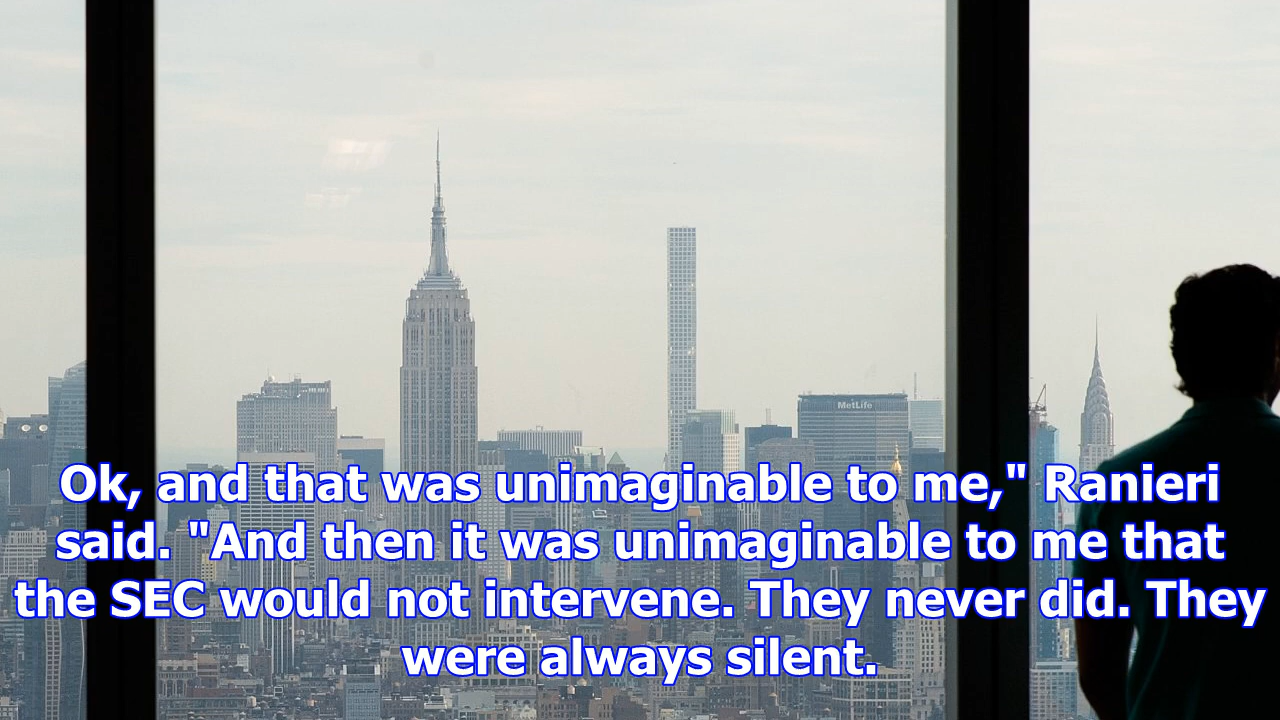 MetLife
Ok, and that was unimaginable to me," Ranieri
said. "And then it was unimaginable to me that
the SEC would not intervene. They never did. They
were always silent.